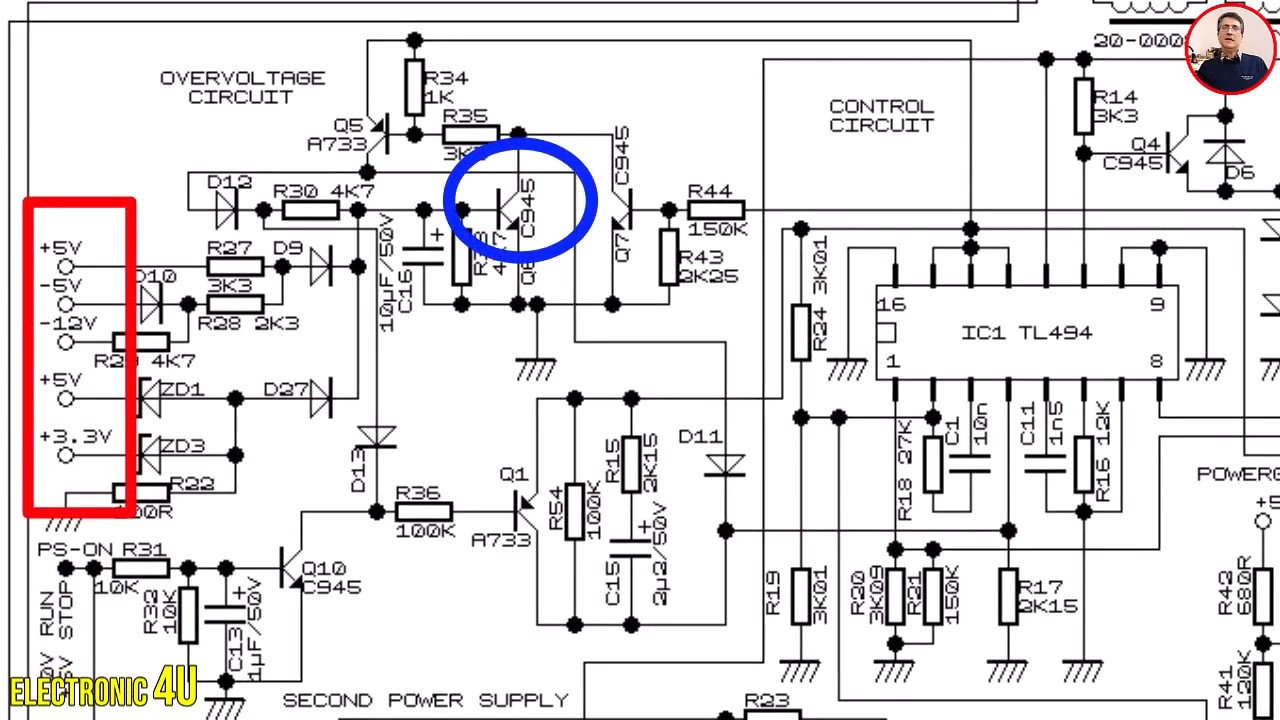 20-000
OVERVOLTAGE
CIRCUIT
R34
1K
R35
Q5
A733
C945
CONTROL
CIRCUIT
R14
3K3
Q4
C945
D6
D12
R30 4K7
C945
R44
150K
+5V
R27
D9
10µF/50V
C16
+
4K7
Q7
R43
2K25
3K01
-5V
D10
3K3
-12V
R28 2K3
R24
16
9
IC1 TL494
1
8
4K7
+5V
ZD1
D27
+3.3V
ZD3
D13
D11
R22
R36
100K
Q1
A733
R54
100K
R15
2K15
C15
+
2µ2/50V
R18 27K
C1
10n
C11
1n5
R16 12K
PS-ON
R31
10K
Q10
C945
R32
10K
C13
+
1µF/50V
RUN
STOP
R19
3K01
R20
3K09
R21
150K
R17
2K15
R42
680R
R41
120K
ELECTRONIC 4U
SECOND POWER SUPPLY
R23